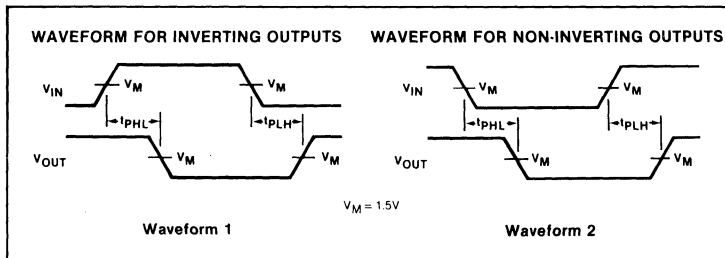 WAVEFORM FOR INVERTING OUTPUTS
VIN
VM
VM
tPHL
tPLH
VOUT
VM
VM
Waveform 1
VM = 1.5V
WAVEFORM FOR NON-INVERTING OUTPUTS
VIN
VM
VM
tPHL
tPLH
VOUT
VM
VM
Waveform 2